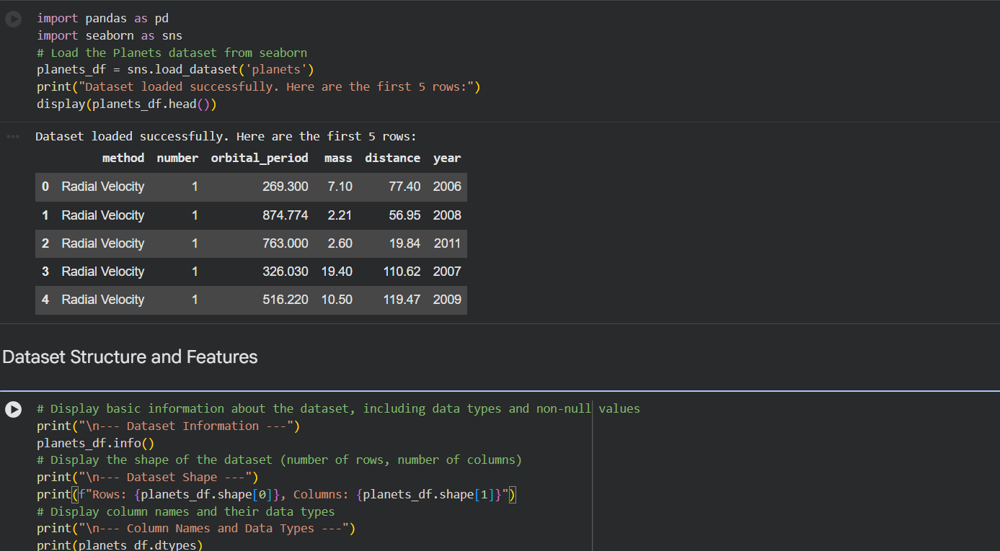 import pandas as pd
import seaborn as sns
# Load the Planets dataset from seaborn
planets_df = sns.load_dataset('planets')
print("Dataset loaded successfully. Here are the first 5 rows:")
display(planets_df.head())
Dataset loaded successfully. Here are the first 5 rows:
method number orbital_period mass distance year
0 Radial Velocity 1 269.300 7.10 77.40 2006
1 Radial Velocity 1 874.774 2.21 56.95 2008
2 Radial Velocity 1 763.000 2.60 19.84 2011
3 Radial Velocity 1 326.030 19.40 110.62 2007
4 Radial Velocity 1 516.220 10.50 119.47 2009
Dataset Structure and Features
# Display basic information about the dataset, including data types and non-null values
print("\n--- Dataset Information ---")
planets_df.info()
# Display the shape of the dataset (number of rows, number of columns)
print("\n--- Dataset Shape ---")
print(f"Rows: {planets_df.shape[0]}, Columns: {planets_df.shape[1]}")
# Display column names and their data types
print("\n--- Column Names and Data Types ---")
print(planets_df.dtypes)